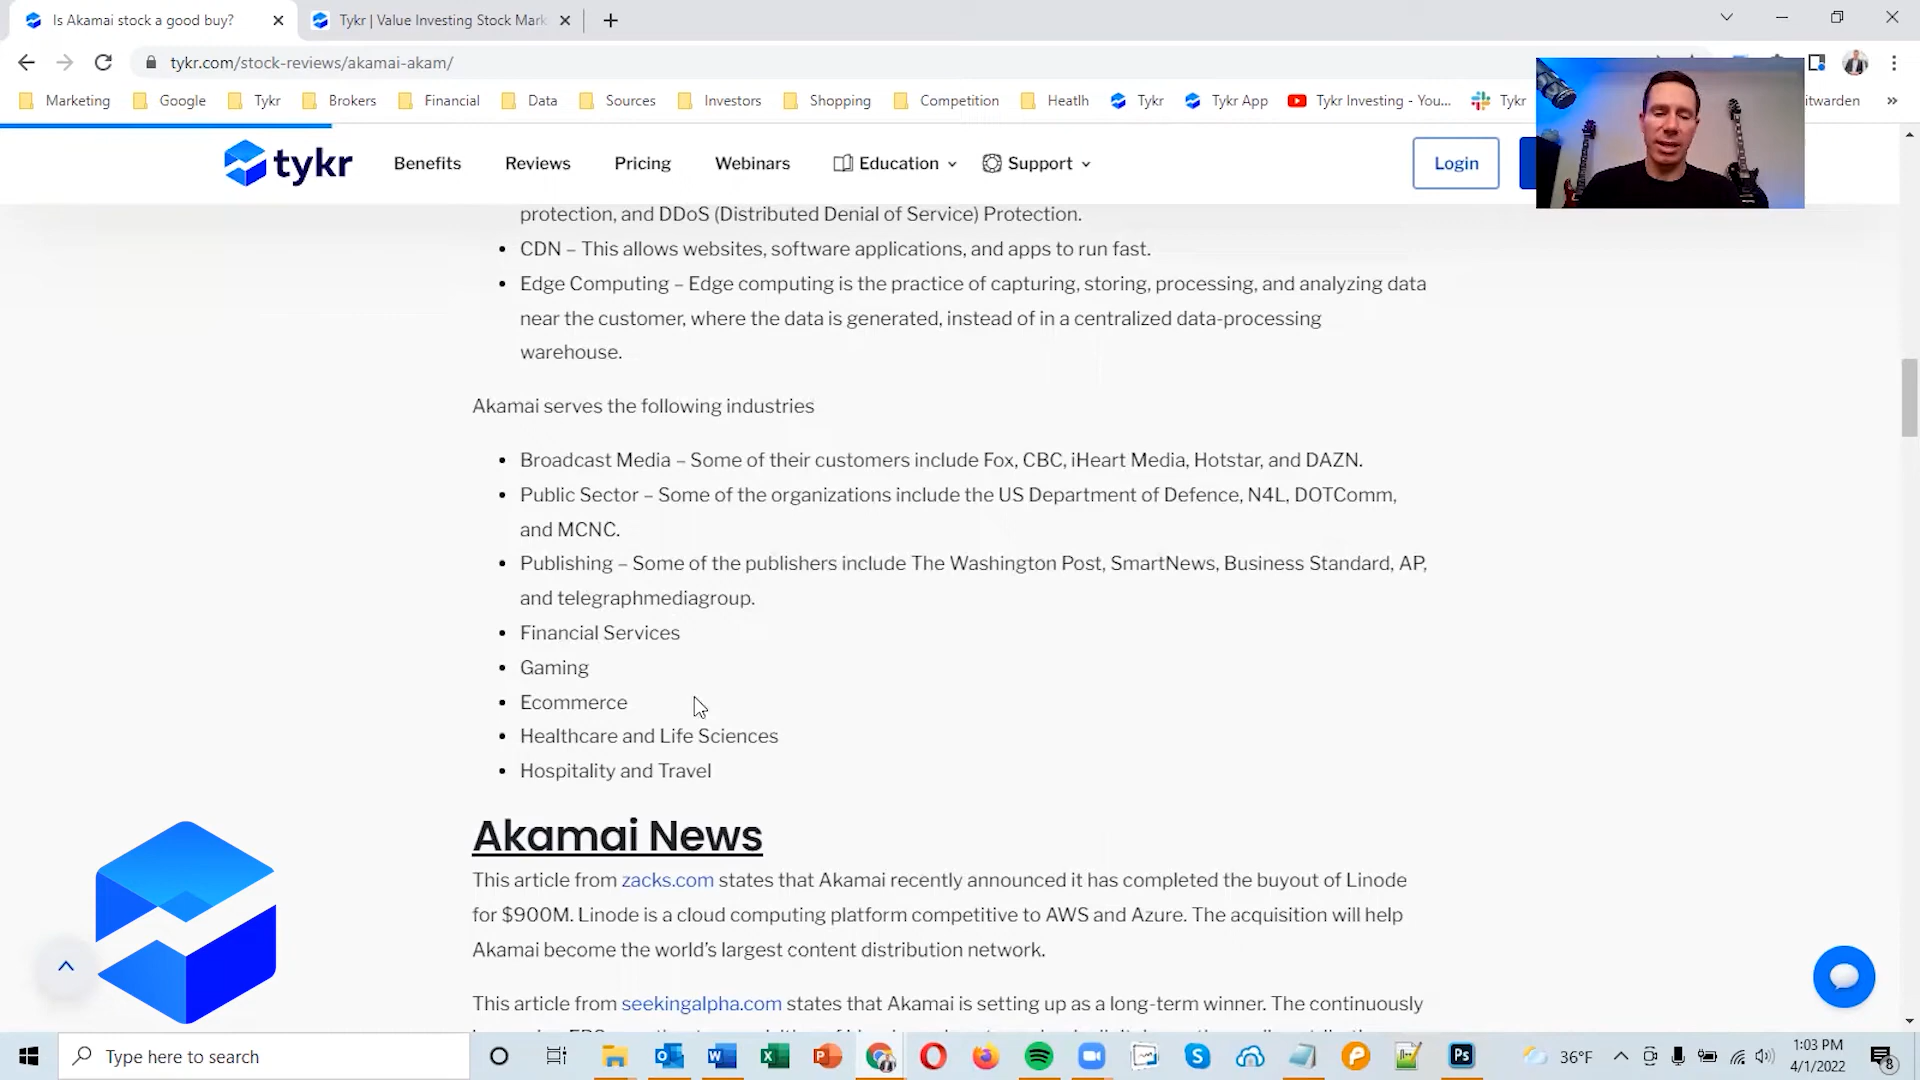 Is Akamai stock a good buy?
Tykr | Value Investing Stock Mark
tykr.com/stock-reviews/akamai-akam/
Marketing Google Tykr Brokers Financial Data Sources Investors Shopping Competition Heatlh Tykr Tykr App Tykr Investing - You... Tykr itwarden »
tykr Benefits Reviews Pricing Webinars Education Support Login
protection, and DDoS (Distributed Denial of Service) Protection.
• CDN – This allows websites, software applications, and apps to run fast.
• Edge Computing – Edge computing is the practice of capturing, storing, processing, and analyzing data
near the customer, where the data is generated, instead of in a centralized data-processing
warehouse.
Akamai serves the following industries
• Broadcast Media – Some of their customers include Fox, CBC, iHeart Media, Hotstar, and DAZN.
• Public Sector – Some of the organizations include the US Department of Defence, N4L, DOTComm,
and MCNC.
• Publishing – Some of the publishers include The Washington Post, SmartNews, Business Standard, AP,
and telegraphmediagroup.
• Financial Services
• Gaming
• Ecommerce
• Healthcare and Life Sciences
• Hospitality and Travel
Akamai News
This article from zacks.com states that Akamai recently announced it has completed the buyout of Linode
for $900M. Linode is a cloud computing platform competitive to AWS and Azure. The acquisition will help
Akamai become the world's largest content distribution network.
This article from seekingalpha.com states that Akamai is setting up as a long-term winner. The continuously
Type here to search
36°F
1:03 PM
4/1/2022
8